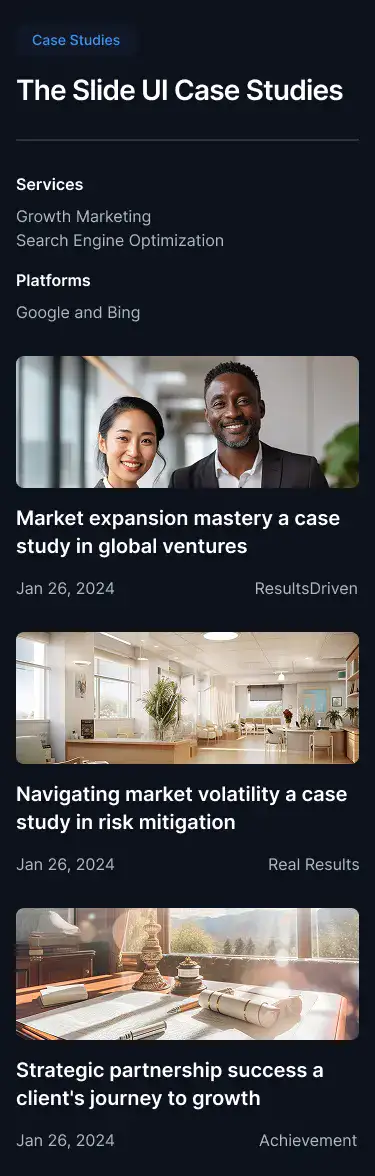 Case Studies
The Slide UI Case Studies
Services
Growth Marketing
Search Engine Optimization
Platforms
Google and Bing
Market expansion mastery a case
study in global ventures
Jan 26, 2024
ResultsDriven
Navigating market volatility a case
study in risk mitigation
Jan 26, 2024
Real Results
Strategic partnership success a
client's journey to growth
Jan 26, 2024
Achievement